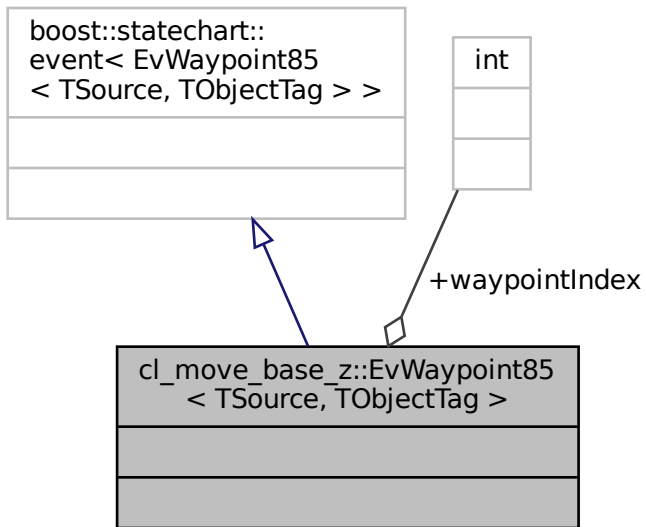 boost::statechart::
event< EvWaypoint85
< TSource, TObjectTag > >
int
+waypointIndex
cl_move_base_z::EvWaypoint85
< TSource, TObjectTag >